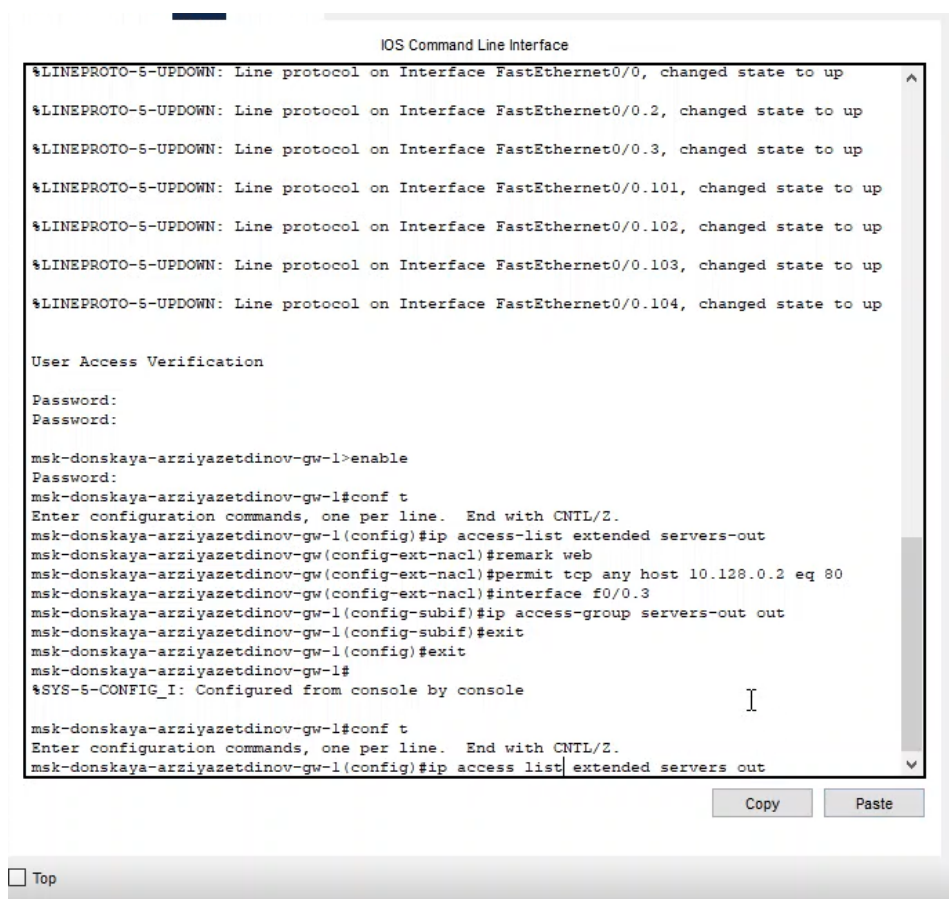 IOS Command Line Interface
%LINEPROTO-5-UPDOWN: Line protocol on Interface FastEthernet0/0, changed state to up
%LINEPROTO-5-UPDOWN: Line protocol on Interface FastEthernet0/0.2, changed state to up
%LINEPROTO-5-UPDOWN: Line protocol on Interface FastEthernet0/0.3, changed state to up
%LINEPROTO-5-UPDOWN: Line protocol on Interface FastEthernet0/0.101, changed state to up
%LINEPROTO-5-UPDOWN: Line protocol on Interface FastEthernet0/0.102, changed state to up
%LINEPROTO-5-UPDOWN: Line protocol on Interface FastEthernet0/0.103, changed state to up
%LINEPROTO-5-UPDOWN: Line protocol on Interface FastEthernet0/0.104, changed state to up
User Access Verification
Password:
Password:
msk-donskaya-arziyazetdinov-gw-1>enable
Password:
msk-donskaya-arziyazetdinov-gw-1#conf t
Enter configuration commands, one per line.  End with CNTL/Z.
msk-donskaya-arziyazetdinov-gw-1(config)#ip access-list extended servers-out
msk-donskaya-arziyazetdinov-gw(config-ext-nacl)#remark web
msk-donskaya-arziyazetdinov-gw(config-ext-nacl)#permit tcp any host 10.128.0.2 eq 80
msk-donskaya-arziyazetdinov-gw(config-ext-nacl)#interface f0/0.3
msk-donskaya-arziyazetdinov-gw-1(config-subif)#ip access-group servers-out out
msk-donskaya-arziyazetdinov-gw-1(config-subif)#exit
msk-donskaya-arziyazetdinov-gw-1(config)#exit
msk-donskaya-arziyazetdinov-gw-1#
%SYS-5-CONFIG_I: Configured from console by console
msk-donskaya-arziyazetdinov-gw-1#conf t
Enter configuration commands, one per line.  End with CNTL/Z.
msk-donskaya-arziyazetdinov-gw-1(config)#ip access list extended servers out
Copy
Paste
Top